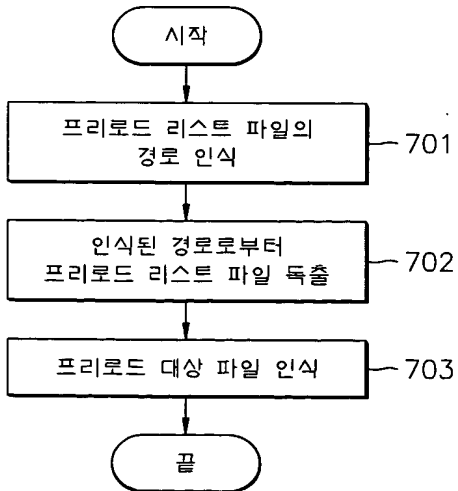 시작
프리로드 리스트 파일의
경로 인식
701
인식된 경로로부터
프리로드 리스트 파일 독출
702
프리로드 대상 파일 인식
703
끝